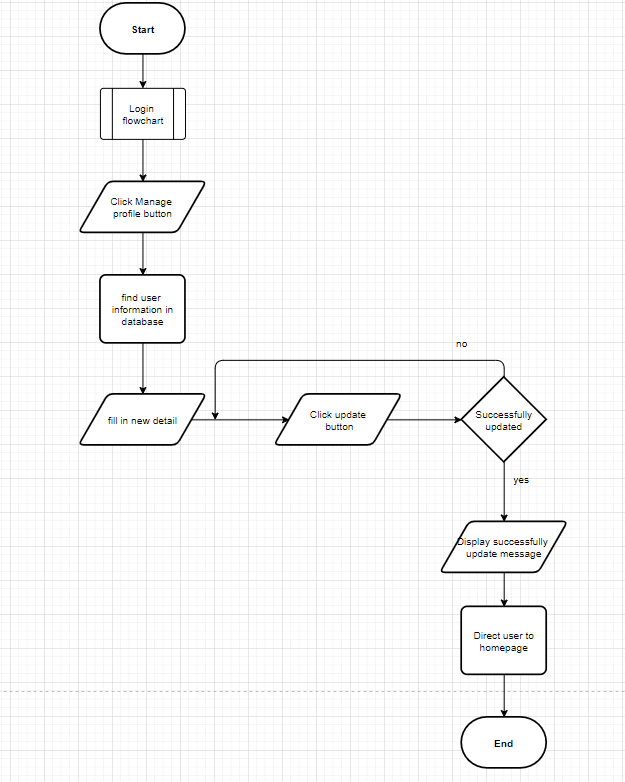 Start
Login
flowchart
Click Manage
profile button
find user
information in
database
no
fill in new detail
Click update
button
Successfully
updated
yes
Display successfully
update message
Direct user to
homepage
End